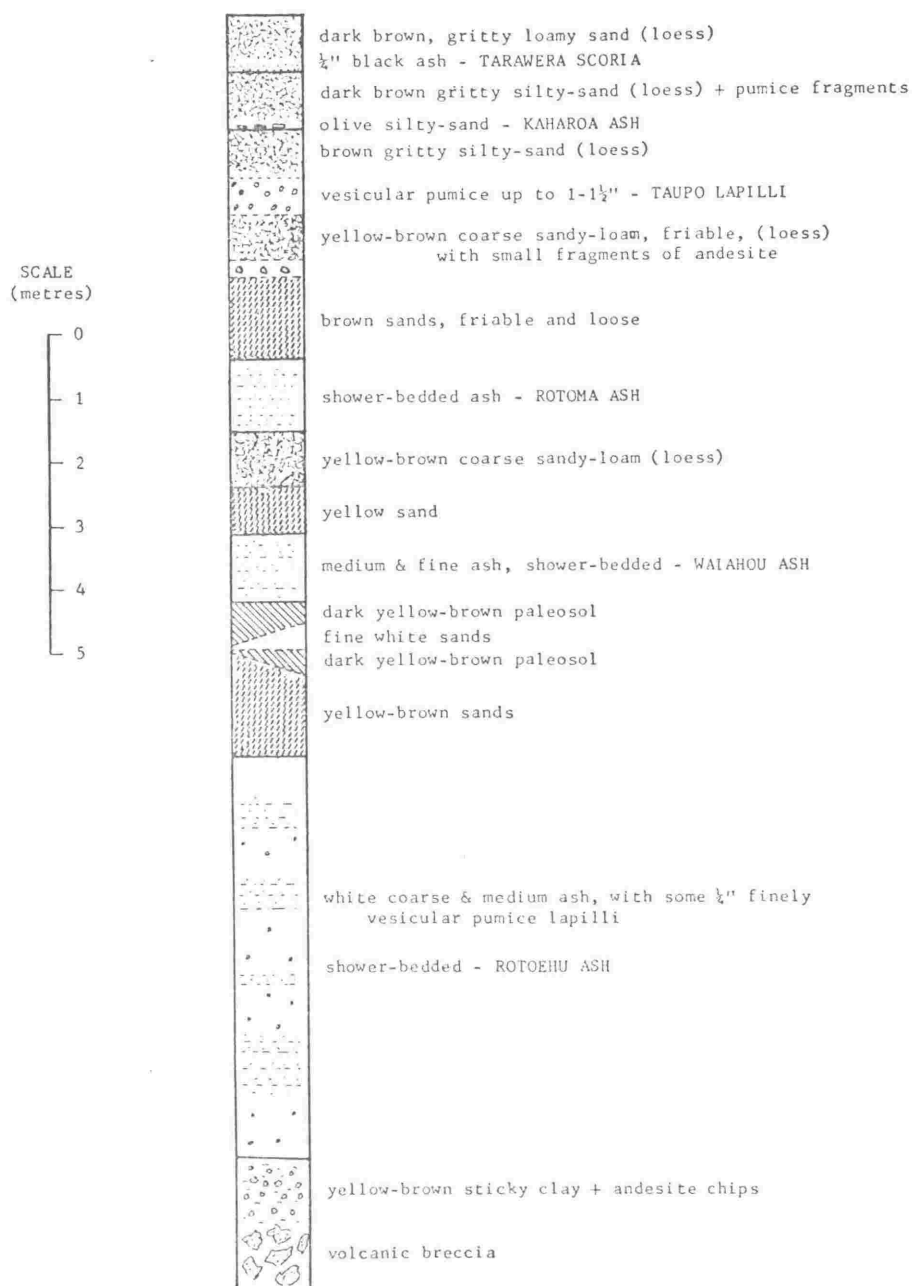 dark brown, gritty loamy sand (loess)
¼" black ash - TARAWERA SCORIA
dark brown gritty silty-sand (loess) + pumice fragments
olive silty-sand - KAHAROA ASH
brown gritty silty-sand (loess)
vesicular pumice up to 1-1½" - TAUPO LAPILLI
yellow-brown coarse sandy-loam, friable, (loess)
with small fragments of andesite
SCALE
(metres)
0
brown sands, friable and loose
1
shower-bedded ash - ROTOMA ASH
2
yellow-brown coarse sandy-loam (loess)
3
yellow sand
4
medium & fine ash, shower-bedded - WAIAHOU ASH
dark yellow-brown paleosol
fine white sands
5
dark yellow-brown paleosol
yellow-brown sands
white coarse & medium ash, with some ¼" finely
vesicular pumice lapilli
shower-bedded - ROTOEHU ASH
yellow-brown sticky clay + andesite chips
volcanic breccia